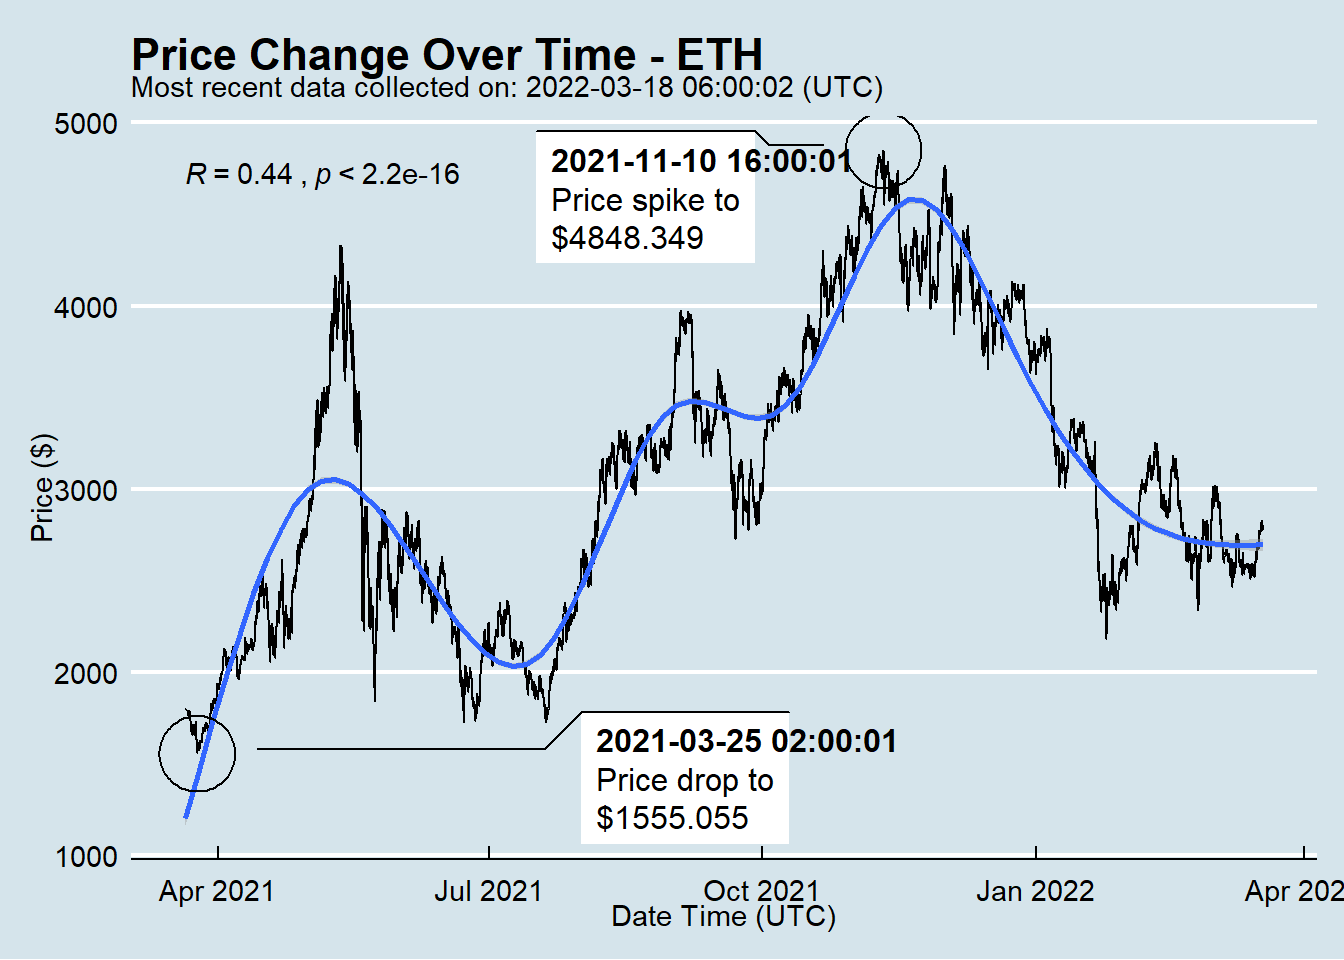 Price Change Over Time - ETH
Most recent data collected on: 2022-03-18 06:00:02 (UTC)
5000
R = 0.44 , p < 2.2e-16
2021-11-10 16:00:01
Price spike to
$4848.349
4000
Price ($)
3000
2000
2021-03-25 02:00:01
Price drop to
$1555.055
1000
Apr 2021 Jul 2021 Oct 2021 Jan 2022 Apr 202
Date Time (UTC)